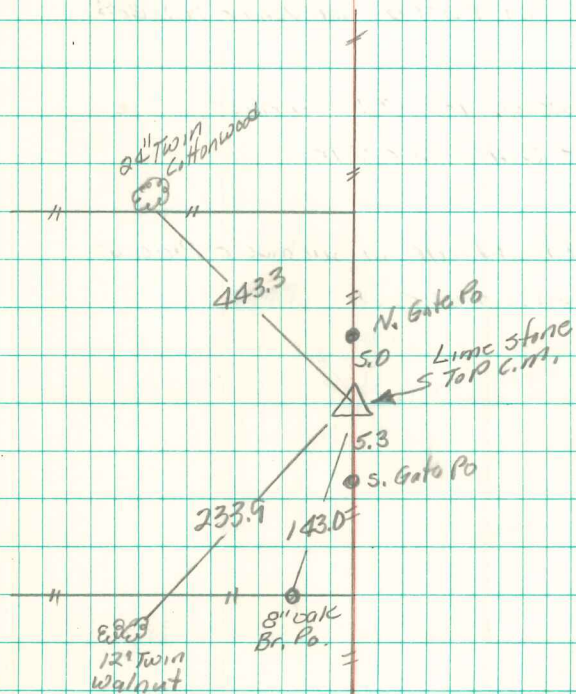 24" Twin
Cottonwood
443.3
N. Gate Po
5.0
Lime stone
S Top C.M.
5.3
S. Gate Po
233.9
143.0
8" oak
Br. Po.
12" Twin
walnut